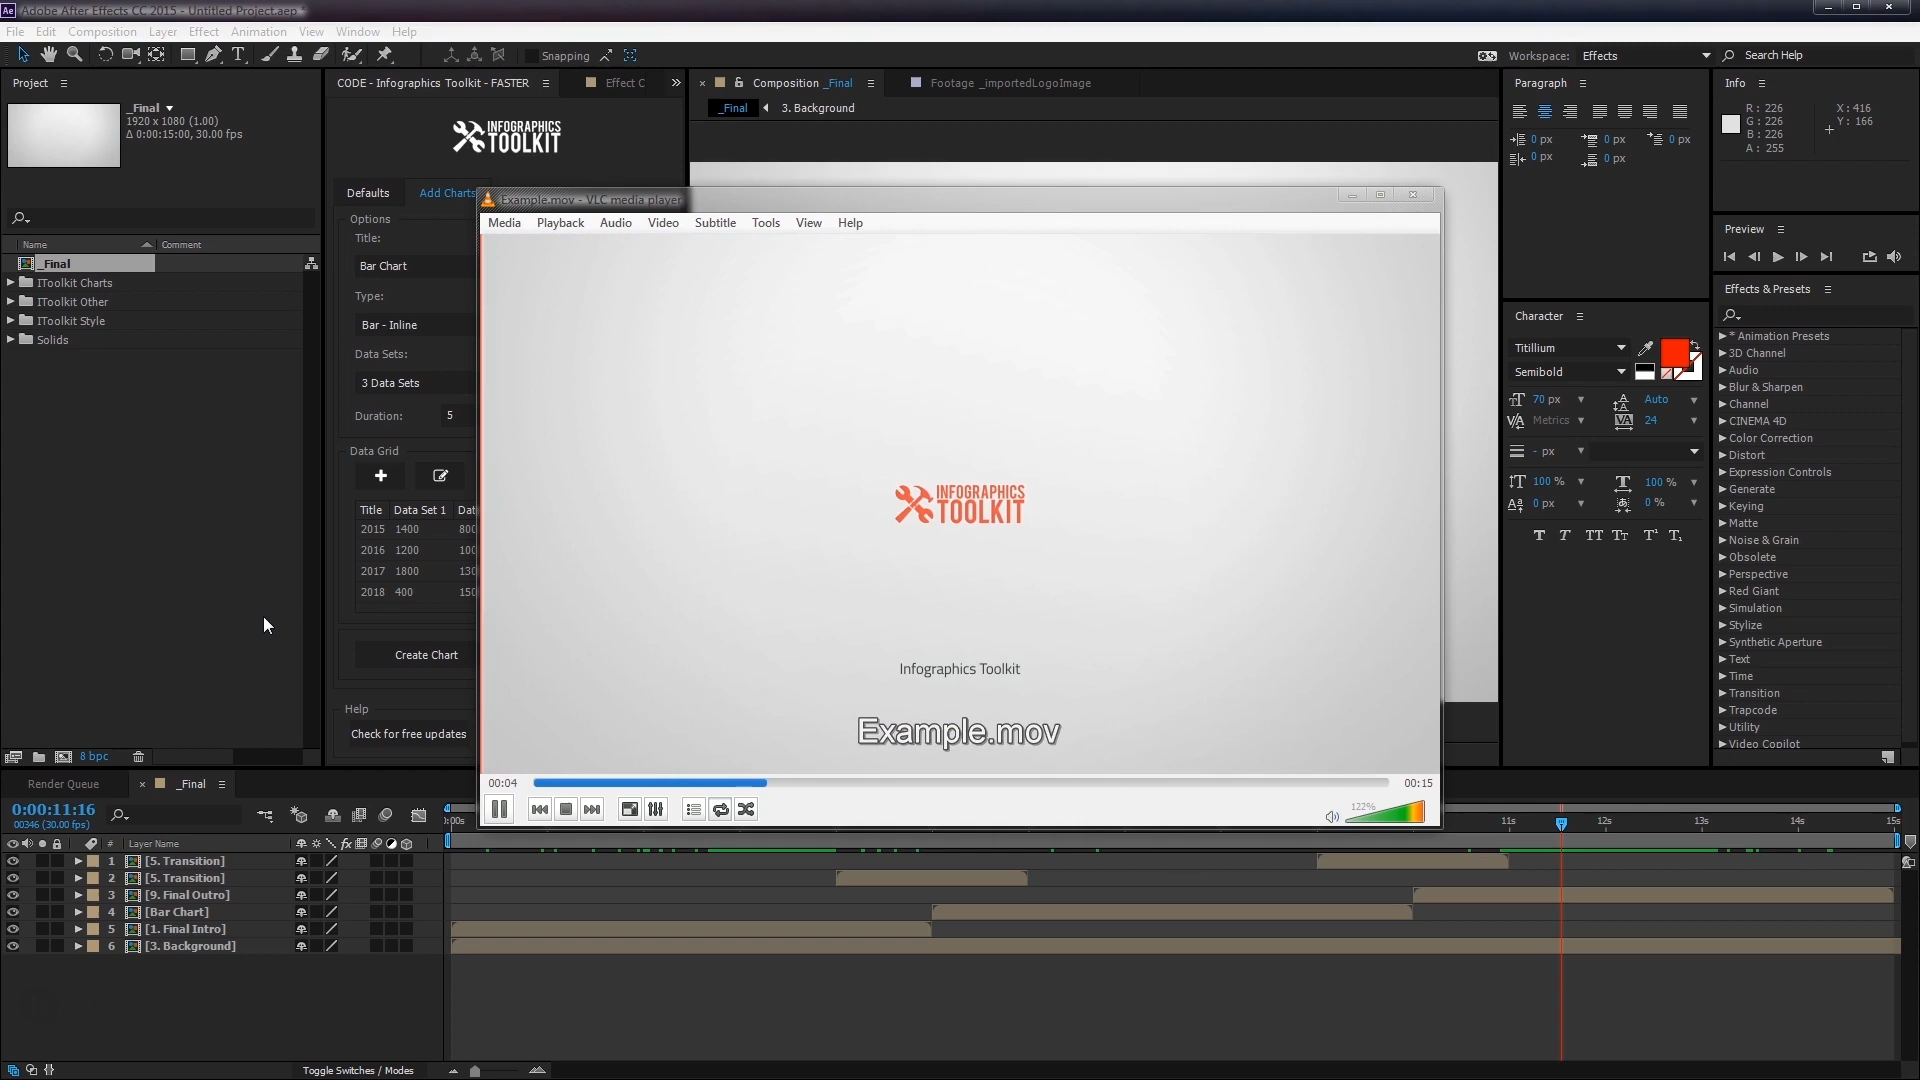 Ae Adobe After Effects CC 2015 - Untitled Project.aep *
File Edit Composition Layer Effect Animation View Window Help
T Snapping Workspace: Effects Search Help
Project
_Final
1920 x 1080 (1.00)
Δ 0:00:15:00, 30.00 fps
Name Comment
_Final
IToolkit Charts
IToolkit Other
IToolkit Style
Solids
8 bpc
CODE - Infographics Toolkit - FASTER Effect C
INFOGRAPHICS
TOOLKIT
Defaults Add Charts
Options
Title:
Bar Chart
Type:
Bar - Inline
Data Sets:
3 Data Sets
Duration: 5
Data Grid
Title Data Set 1
2015 1400
2016 1200
2017 1800
2018 400
Create Chart
Help
Check for free updates
Composition _Final Footage _importedLogoImage
_Final 3. Background
Example.mov - VLC media player
Media Playback Audio Video Subtitle Tools View Help
INFOGRAPHICS
TOOLKIT
Infographics Toolkit
Example.mov
00:04 00:15
122%
Paragraph
0 px 0 px 0 px
0 px 0 px
Character
Titillium
Semibold
70 px Auto
Metrics 24
- px
100 % 100 %
0 px 0 %
T T TT Tт T¹ T₁
Info
R : 226 X : 416
G : 226 Y : 166
B : 226
A : 255
Preview
Effects & Presets
* Animation Presets
3D Channel
Audio
Blur & Sharpen
Channel
CINEMA 4D
Color Correction
Distort
Expression Controls
Generate
Keying
Matte
Noise & Grain
Obsolete
Perspective
Red Giant
Simulation
Stylize
Synthetic Aperture
Text
Time
Transition
Trapcode
Utility
Video Copilot
Render Queue _Final
0:00:11:16
00346 (30.00 fps)
:00s 11s 12s 13s 14s 15s
# Layer Name fx
1 [5. Transition]
2 [5. Transition]
3 [9. Final Outro]
4 [Bar Chart]
5 [1. Final Intro]
6 [3. Background]
Toggle Switches / Modes